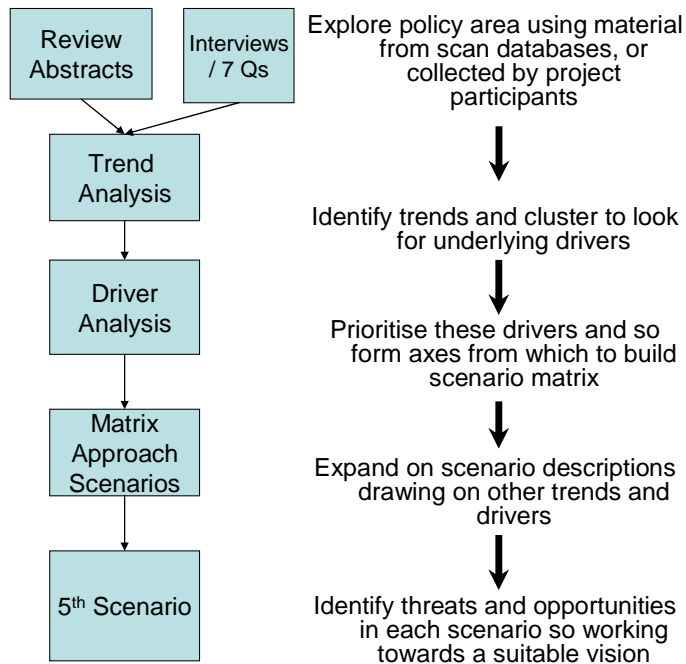 Review
Abstracts
Interviews
/ 7 Qs
Trend
Analysis
Driver
Analysis
Matrix
Approach
Scenarios
5th Scenario
Explore policy area using material
from scan databases, or
collected by project
participants
Identify trends and cluster to look
for underlying drivers
Prioritise these drivers and so
form axes from which to build
scenario matrix
Expand on scenario descriptions
drawing on other trends and
drivers
Identify threats and opportunities
in each scenario so working
towards a suitable vision